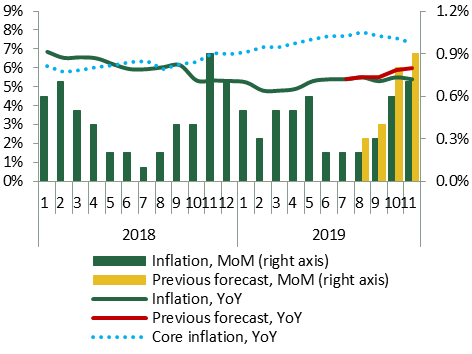 9% 1.2%
8%
7% 0.9%
6%
5% 0.6%
4%
3% 0.3%
2%
1%
0% 0.0%
1 2 3 4 5 6 7 8 9 10 11 12 1 2 3 4 5 6 7 8 9 10 11
2018 2019
Inflation, MoM (right axis)
Previous forecast, MoM (right axis)
Inflation, YoY
Previous forecast, YoY
Core inflation, YoY